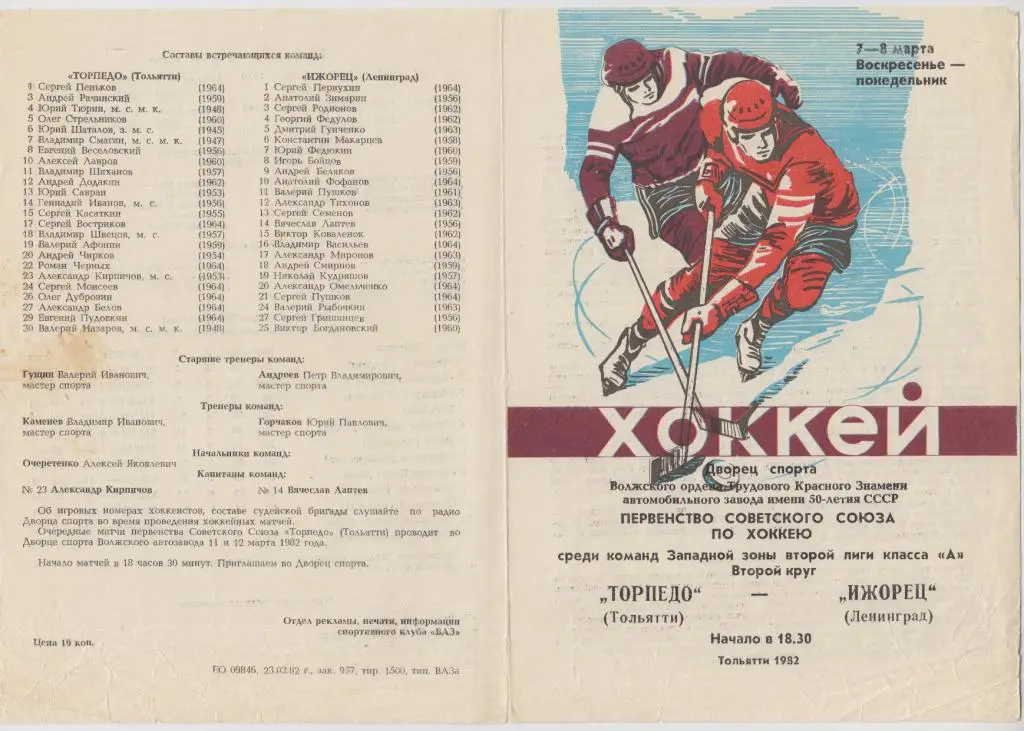 Составы встречающихся команд:
«ТОРПЕДО» (Тольятти)
1 Сергей Пеньков (1964)
3 Андрей Рачинский (1959)
4 Юрий Тюрин, м. с. м. к. (1948)
5 Олег Стрельников (1960)
6 Юрий Шаталов, з. м. с. (1945)
7 Владимир Смагин, м. с. м. к. (1947)
8 Евгений Веселовский (1956)
10 Алексей Лавров (1960)
11 Владимир Шиханов (1957)
12 Андрей Додакин (1962)
13 Юрий Савран (1953)
14 Геннадий Иванов, м. с. (1956)
15 Сергей Касаткин (1955)
17 Сергей Востриков (1964)
18 Владимир Швецов, м. с. (1957)
19 Валерий Афонин (1959)
20 Андрей Чирков (1954)
22 Роман Черных (1964)
23 Александр Кирпичов, м. с. (1953)
24 Сергей Моисеев (1964)
26 Олег Дубровин (1964)
27 Александр Белов (1964)
29 Евгений Пудовкин (1964)
30 Валерий Назаров, м. с. м. к. (1948)
«ИЖОРЕЦ» (Ленинград)
1 Сергей Первухин (1964)
2 Анатолий Зимарин (1956)
3 Сергей Родионов (1962)
4 Георгий Федулов (1962)
5 Дмитрий Гунченко (1963)
6 Константин Макарцев (1958)
7 Юрий Федюкин (1960)
8 Игорь Бойцов (1959)
9 Андрей Беляков (1956)
10 Анатолий Фофанов (1964)
11 Валерий Пушков (1961)
12 Александр Тихонов (1963)
13 Сергей Семенов (1962)
14 Вячеслав Лаптев (1956)
15 Виктор Коваленок (1962)
16 Владимир Васильев (1964)
17 Александр Миронов (1963)
18 Андрей Смирнов (1959)
19 Николай Кудряшов (1957)
20 Александр Омельченко (1964)
21 Сергей Пушков (1964)
24 Валерий Рыбочкин (1963)
27 Сергей Гришинцев (1956)
25 Виктор Богдановский (1960)
Старшие тренеры команд:
Гущин Валерий Иванович,
мастер спорта
Андреев Петр Владимирович,
мастер спорта
Тренеры команд:
Каменев Владимир Иванович,
мастер спорта
Горчаков Юрий Павлович,
мастер спорта
Начальники команд:
Очеретенко Алексей Яковлевич
Капитаны команд:
№ 23 Александр Кирпичов
№ 14 Вячеслав Лаптев
Об игровых номерах хоккеистов, составе судейской бригады слушайте по радио
Дворца спорта во время проведения хоккейных матчей.
Очередные матчи первенства Советского Союза «Торпедо» (Тольятти) проводит во
Дворце спорта Волжского автозавода 11 и 12 марта 1982 года.
Начало матчей в 18 часов 30 минут. Приглашаем во Дворец спорта.
Отдел рекламы, печати, информации
спортивного клуба «ВАЗ»
Цена 10 коп.
ЕО 09846, 23.02.82 г., зак. 957, тир. 1500, тип. ВАЗа
7—8 марта
Воскресенье —
понедельник
хоккей
Дворец спорта
Волжского ордена Трудового Красного Знамени
автомобильного завода имени 50-летия СССР
ПЕРВЕНСТВО СОВЕТСКОГО СОЮЗА
ПО ХОККЕЮ
среди команд Западной зоны второй лиги класса «А»
Второй круг
„ТОРПЕДО“ — „ИЖОРЕЦ“
(Тольятти) (Ленинград)
Начало в 18.30
Тольятти 1982